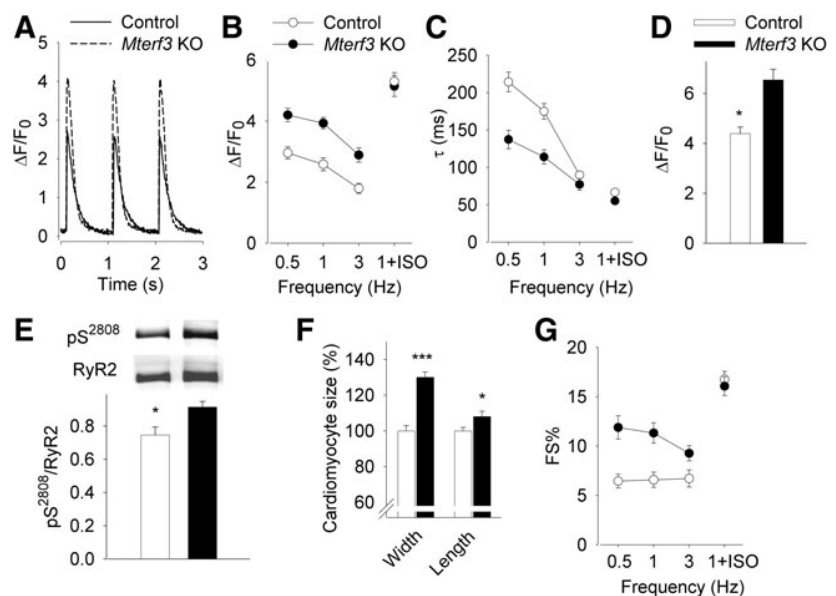 A
Control
Mterf3 KO
ΔF/F0
5
4
3
2
1
0
0 1 2 3
Time (s)
B
Control
Mterf3 KO
ΔF/F0
6
4
2
0
0.5 1 3 1+ISO
Frequency (Hz)
C
τ (ms)
250
200
150
100
50
0
0.5 1 3 1+ISO
Frequency (Hz)
D
Control
Mterf3 KO
ΔF/F0
6
4
2
0
*
E
pS2808
RyR2
pS2808/RyR2
0.8
0.6
0.4
0.2
0.0
*
F
Cardiomyocyte size (%)
140
120
100
80
60
***
*
Width
Length
G
FS%
20
15
10
5
0
0.5 1 3 1+ISO
Frequency (Hz)